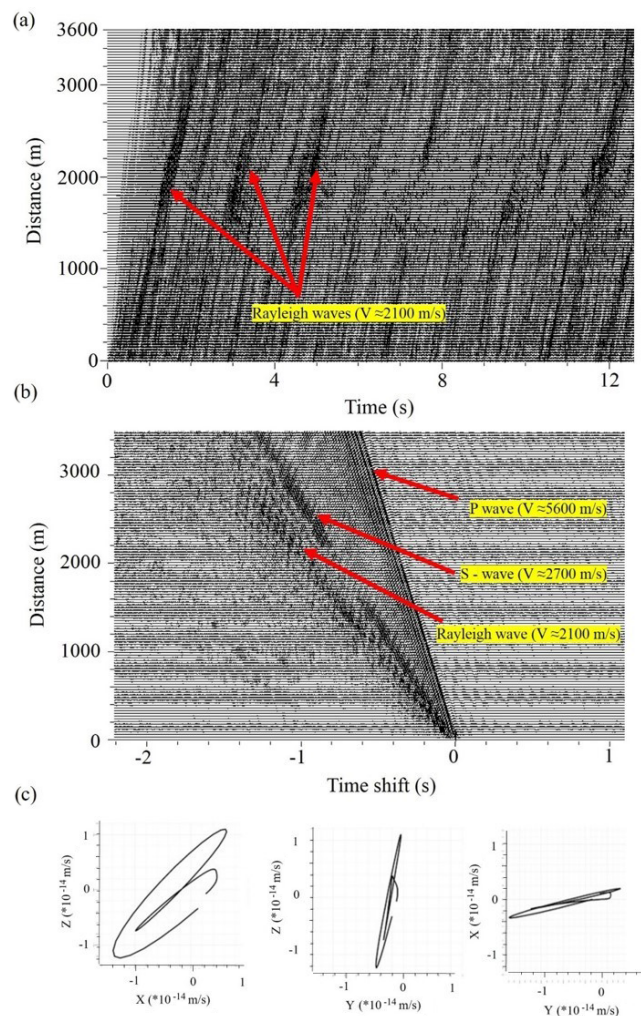 (a)
3600
3000
2000
1000
0
Distance (m)
Rayleigh waves (V ≈2100 m/s)
0
4
8
12
Time (s)
(b)
3000
2000
1000
0
Distance (m)
P wave (V ≈5600 m/s)
S - wave (V ≈2700 m/s)
Rayleigh wave (V ≈2100 m/s)
-2
-1
0
1
Time shift (s)
(c)
1
0
-1
Z (*10⁻¹⁴ m/s)
-1
0
X (*10⁻¹⁴ m/s)
1
0
-1
Z (*10⁻¹⁴ m/s)
-1
0
1
Y (*10⁻¹⁴ m/s)
1
0
-1
X (*10⁻¹⁴ m/s)
-1
0
Y (*10⁻¹⁴ m/s)